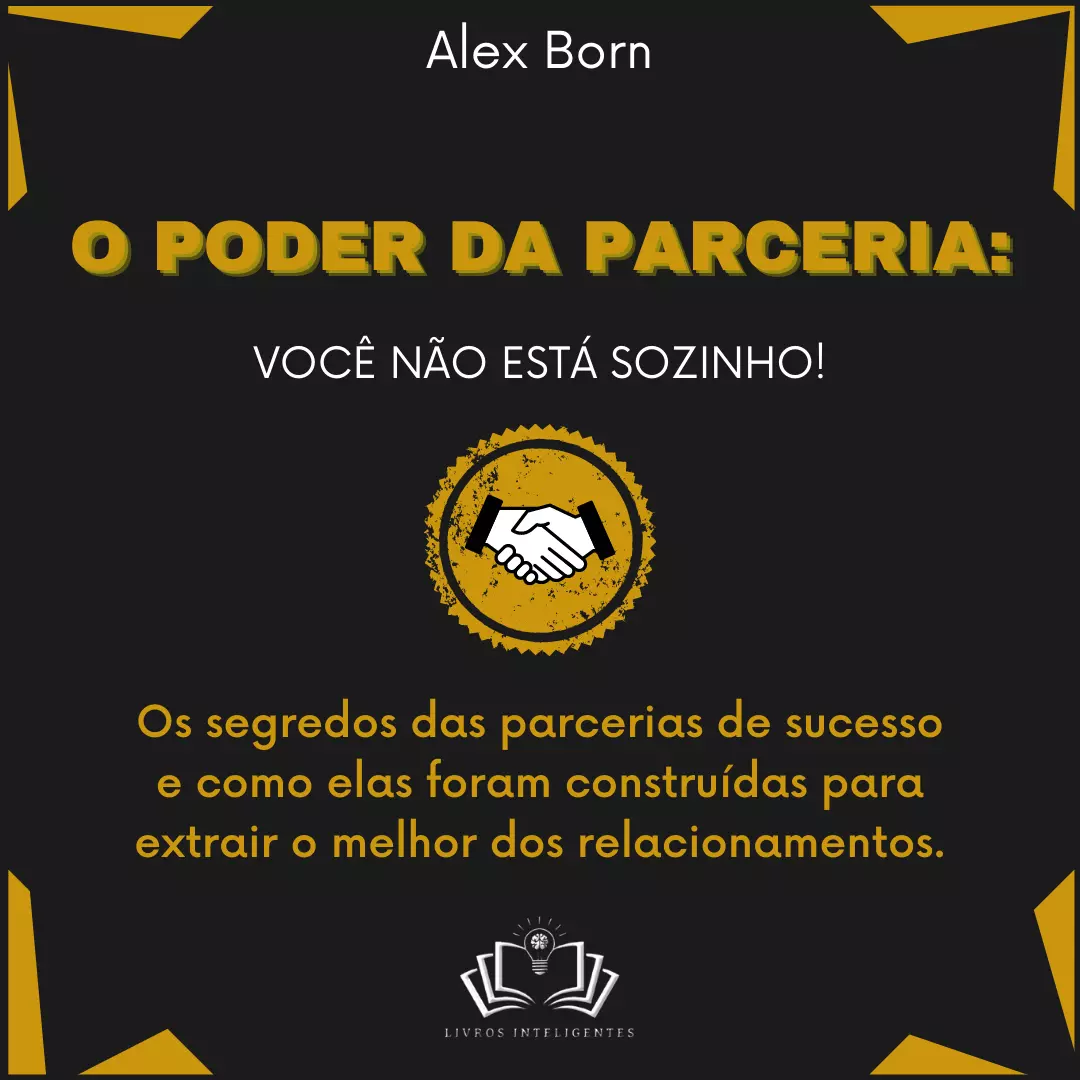 Alex Born
O PODER DA PARCERIA:
VOCÊ NÃO ESTÁ SOZINHO!
Os segredos das parcerias de sucesso
e como elas foram construídas para
extrair o melhor dos relacionamentos.
LIVROS INTELIGENTES